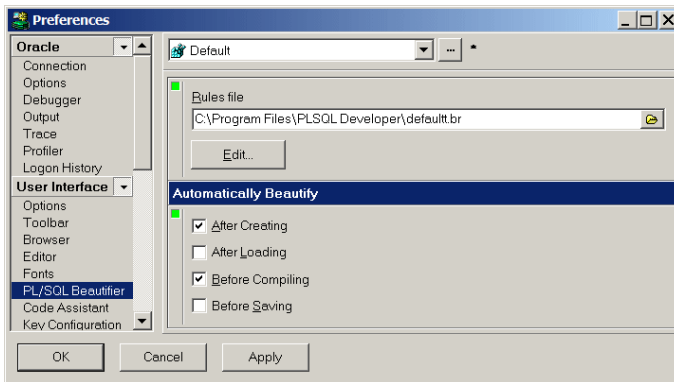 Preferences
Oracle
Connection
Options
Debugger
Output
Trace
Profiler
Logon History
User Interface
Options
Toolbar
Browser
Editor
Fonts
PL/SQL Beautifier
Code Assistant
Key Configuration
Default
... *
Rules file
C:\Program Files\PLSQL Developer\defaultt.br
Edit...
Automatically Beautify
After Creating
After Loading
Before Compiling
Before Saving
OK
Cancel
Apply